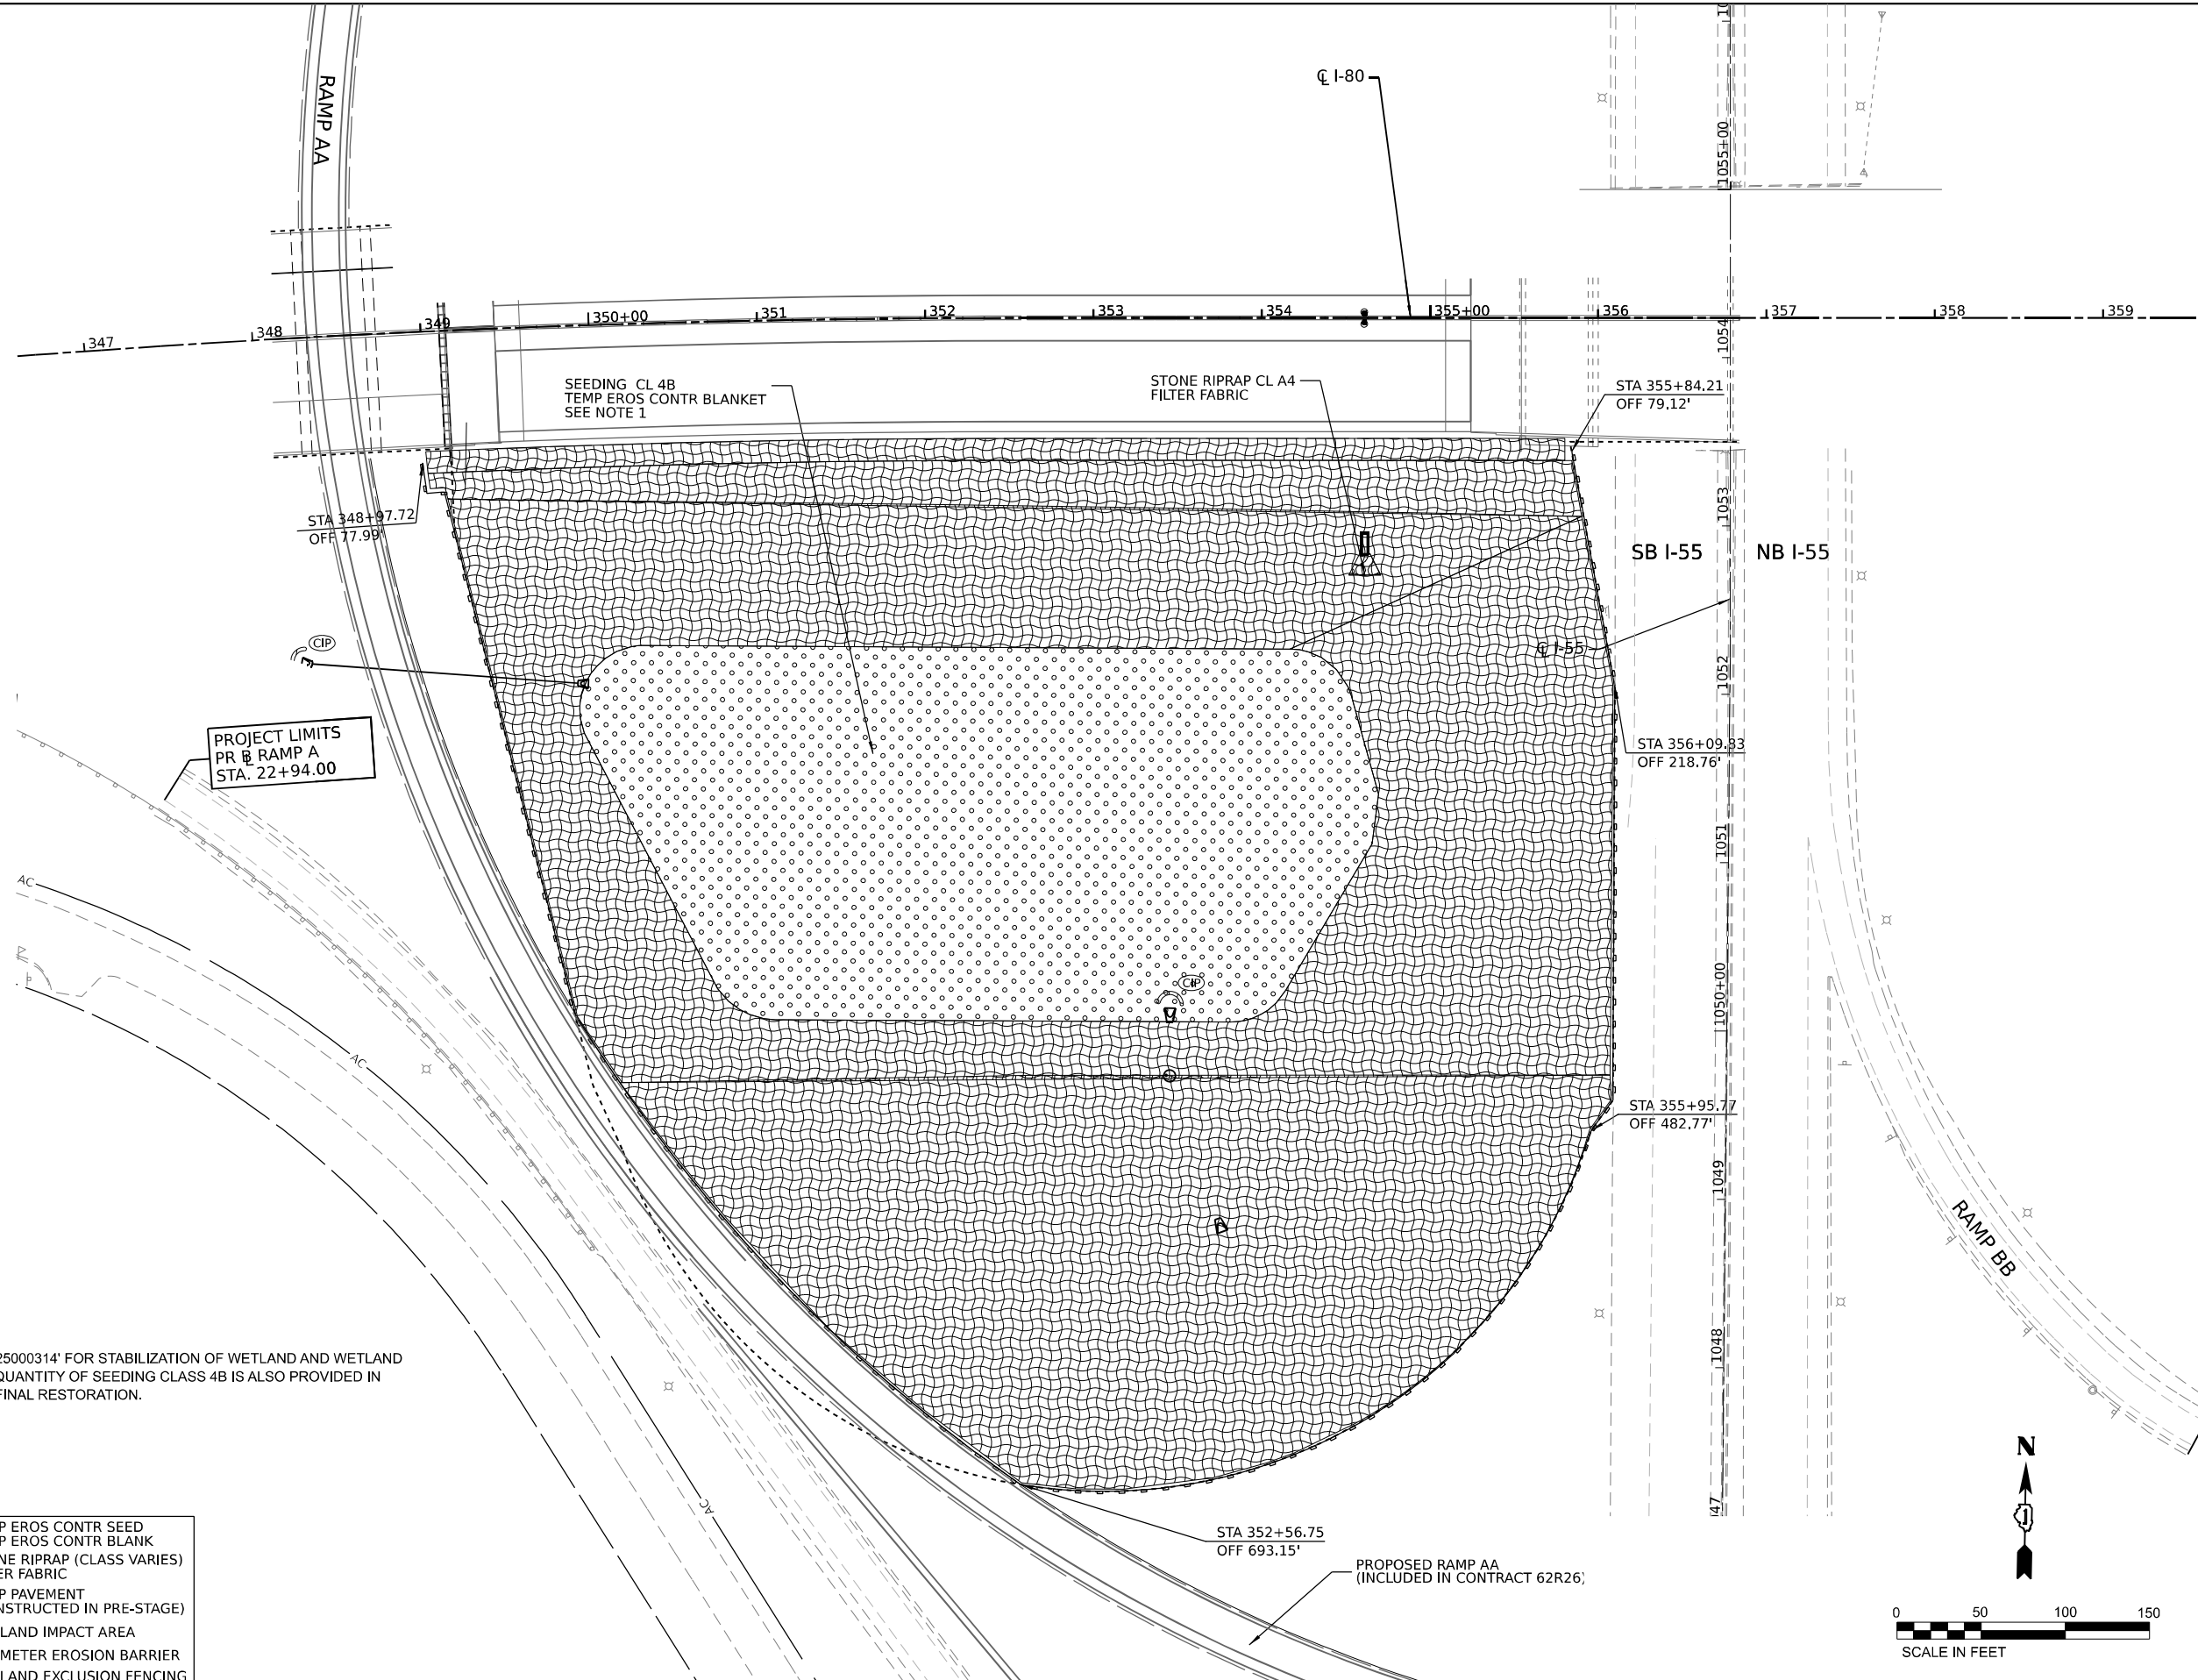 RAMP AA
℄ I-80
1055+00
347
348
349
350+00
351
352
353
354
355+00
356
357
358
359
1054
SEEDING CL 4B
TEMP EROS CONTR BLANKET
SEE NOTE 1
STONE RIPRAP CL A4
FILTER FABRIC
STA 355+84.21
OFF 79.12'
STA 348+97.72
OFF 77.99'
1053
SB I-55
NB I-55
CIP
℄ I-55
1052
PROJECT LIMITS
PR ℄ RAMP A
STA. 22+94.00
STA 356+09.83
OFF 218.76'
1051
AC
CIP
1050+00
AC
STA 355+95.77
OFF 482.77'
1049
RAMP BB
1048
25000314' FOR STABILIZATION OF WETLAND AND WETLAND
QUANTITY OF SEEDING CLASS 4B IS ALSO PROVIDED IN
FINAL RESTORATION.
N
1
AC
47
P EROS CONTR SEED
P EROS CONTR BLANK
NE RIPRAP (CLASS VARIES)
ER FABRIC
P PAVEMENT
NSTRUCTED IN PRE-STAGE)
LAND IMPACT AREA
METER EROSION BARRIER
LAND EXCLUSION FENCING
STA 352+56.75
OFF 693.15'
PROPOSED RAMP AA
(INCLUDED IN CONTRACT 62R26)
0 50 100 150
SCALE IN FEET